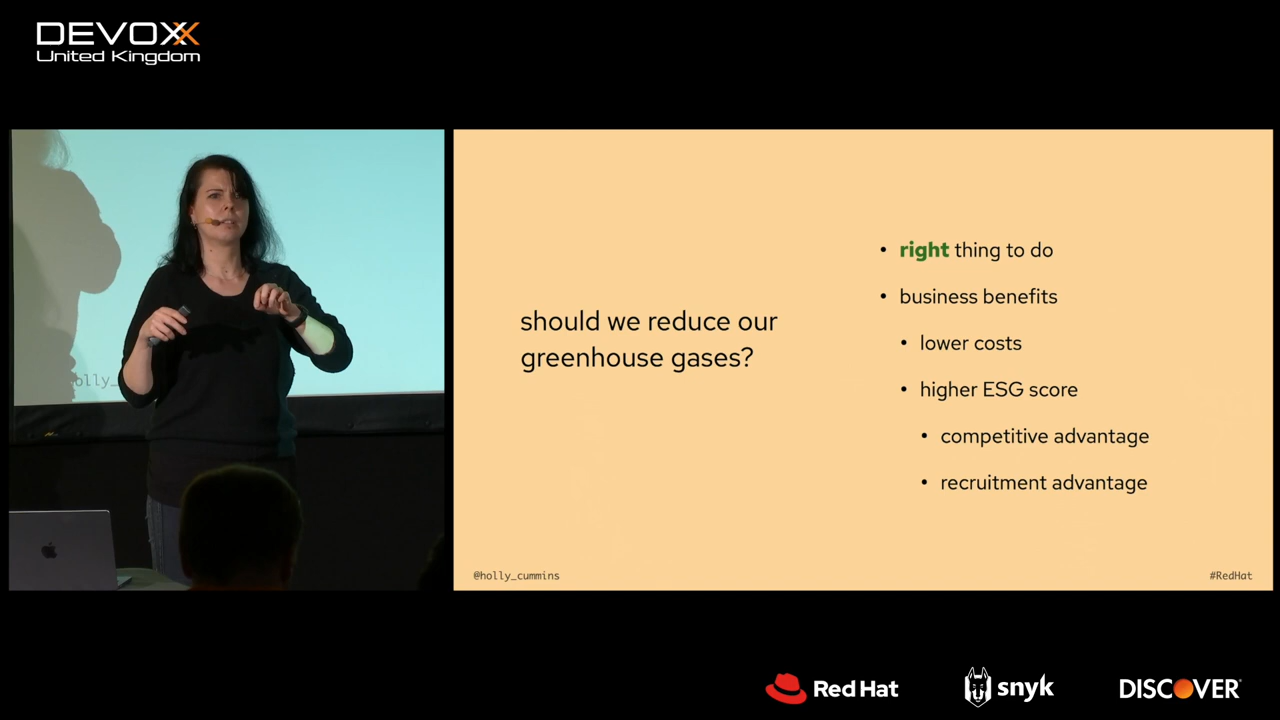 DEVOXX
United Kingdom
should we reduce our
greenhouse gases?
• right thing to do
• business benefits
• lower costs
• higher ESG score
• competitive advantage
• recruitment advantage
@holly_cummins
#RedHat
olly_
Red Hat
snyk
DISCOVER